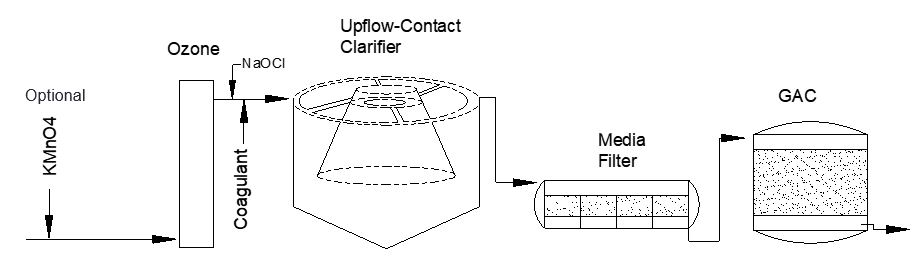 Upflow-Contact
Clarifier
Ozone
NaOCl
Optional
KMnO4
Coagulant
Media
Filter
GAC